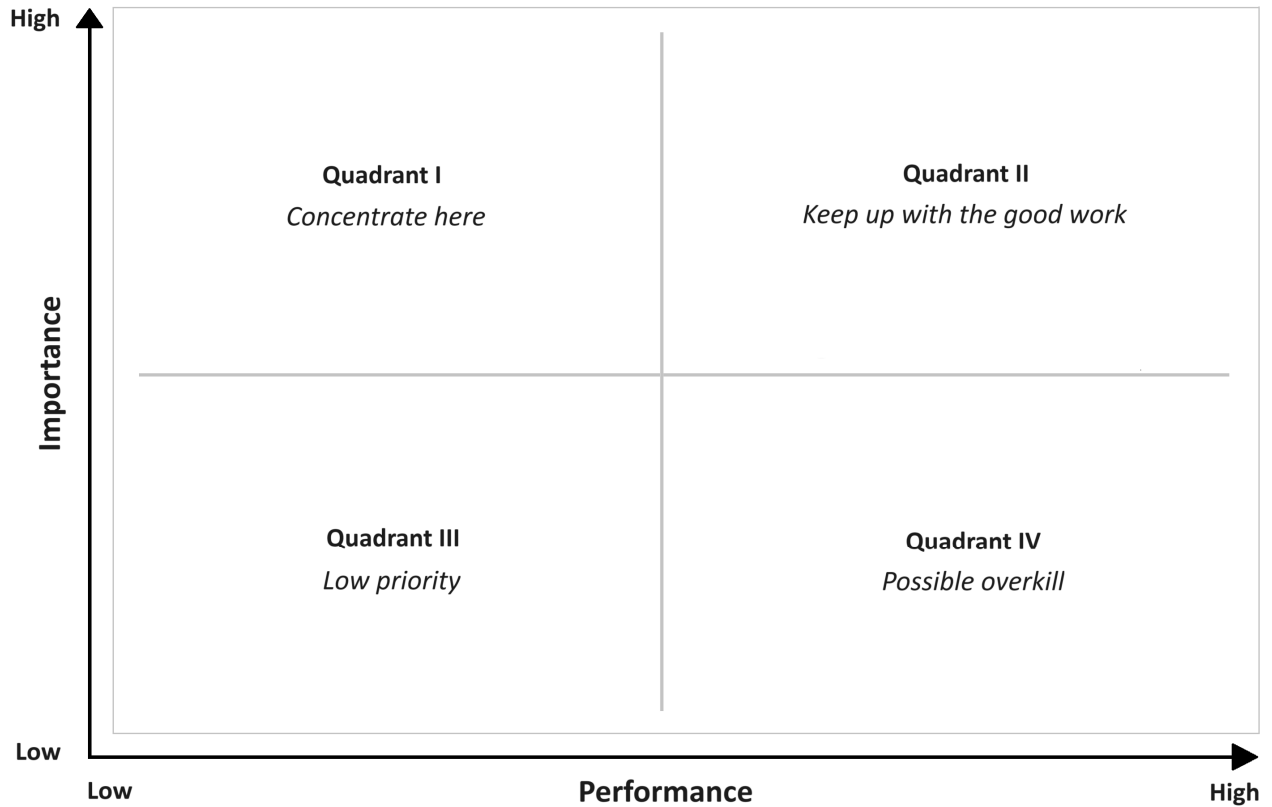 High
Quadrant I
Concentrate here
Quadrant II
Keep up with the good work
Importance
Quadrant III
Low priority
Quadrant IV
Possible overkill
Low
Low
Performance
High